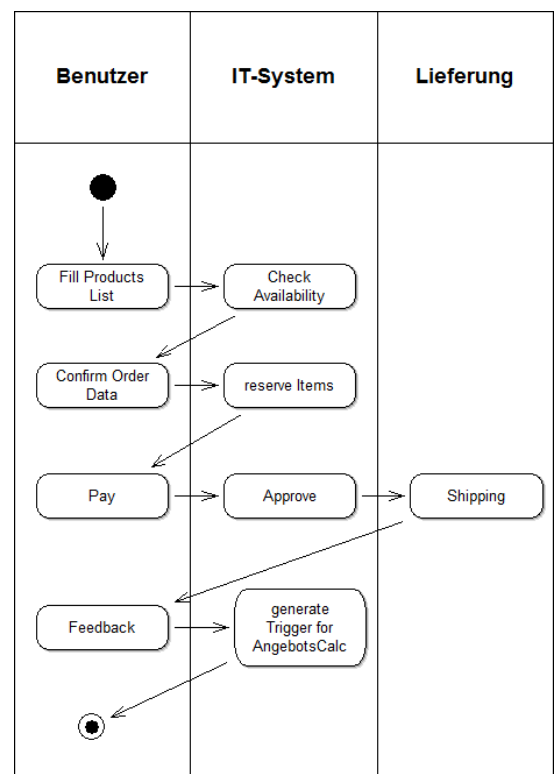 Benutzer
IT-System
Lieferung
Fill Products
List
Check
Availability
Confirm Order
Data
reserve Items
Pay
Approve
Shipping
Feedback
generate
Trigger for
AngebotsCalc